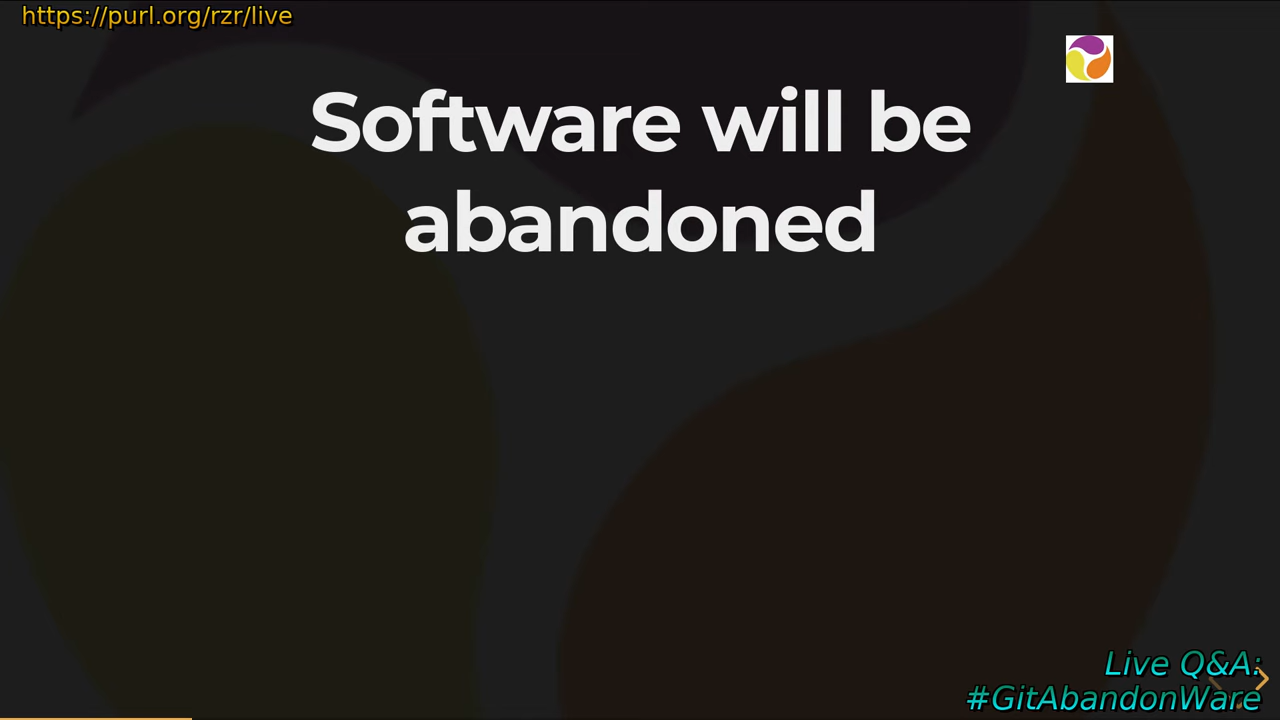 https://purl.org/rzr/live
Software will be
abandoned
Live Q&A:
#GitAbandonWare